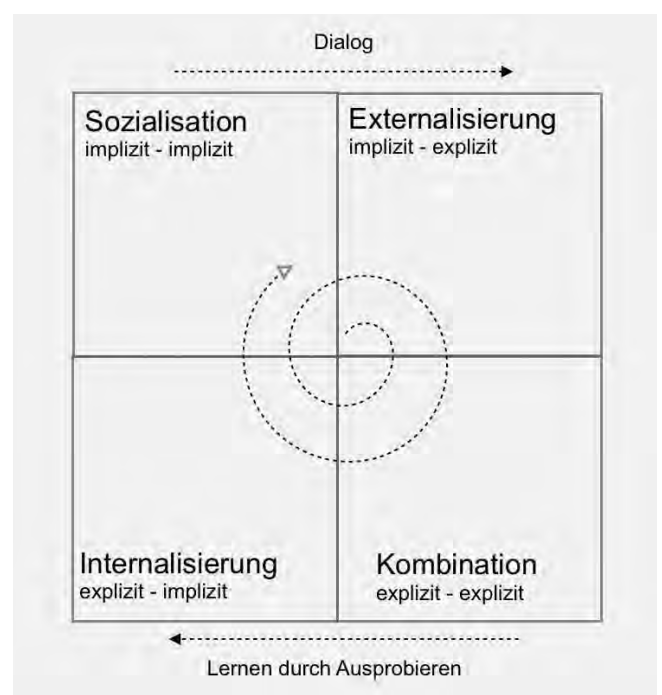 Dialog
Sozialisation
implizit - implizit
Externalisierung
implizit - explizit
Internalisierung
explizit - implizit
Kombination
explizit - explizit
Lernen durch Ausprobieren